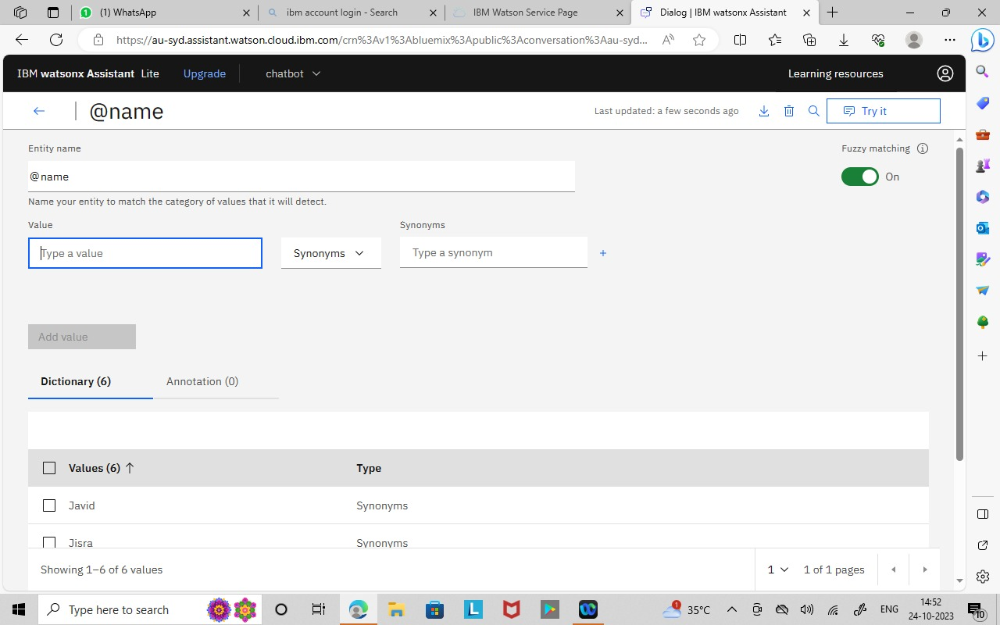 (1) WhatsApp
ibm account login - Search
IBM Watson Service Page
Dialog | IBM watsonx Assistant
https://au-syd.assistant.watson.cloud.ibm.com/crn%3Av1%3Abluemix%3Apublic%3Aconversation%3Aau-syd...
IBM watsonx Assistant Lite
Upgrade
chatbot
Learning resources
@name
Last updated: a few seconds ago
Try it
Entity name
Fuzzy matching
@name
On
Name your entity to match the category of values that it will detect.
Value
Synonyms
Type a value
Synonyms
Type a synonym
Add value
Dictionary (6)
Annotation (0)
Values (6)
Type
Javid
Synonyms
Jisra
Synonyms
Showing 1–6 of 6 values
1
1 of 1 pages
Type here to search
1
35°C
ENG
14:52
24-10-2023
10